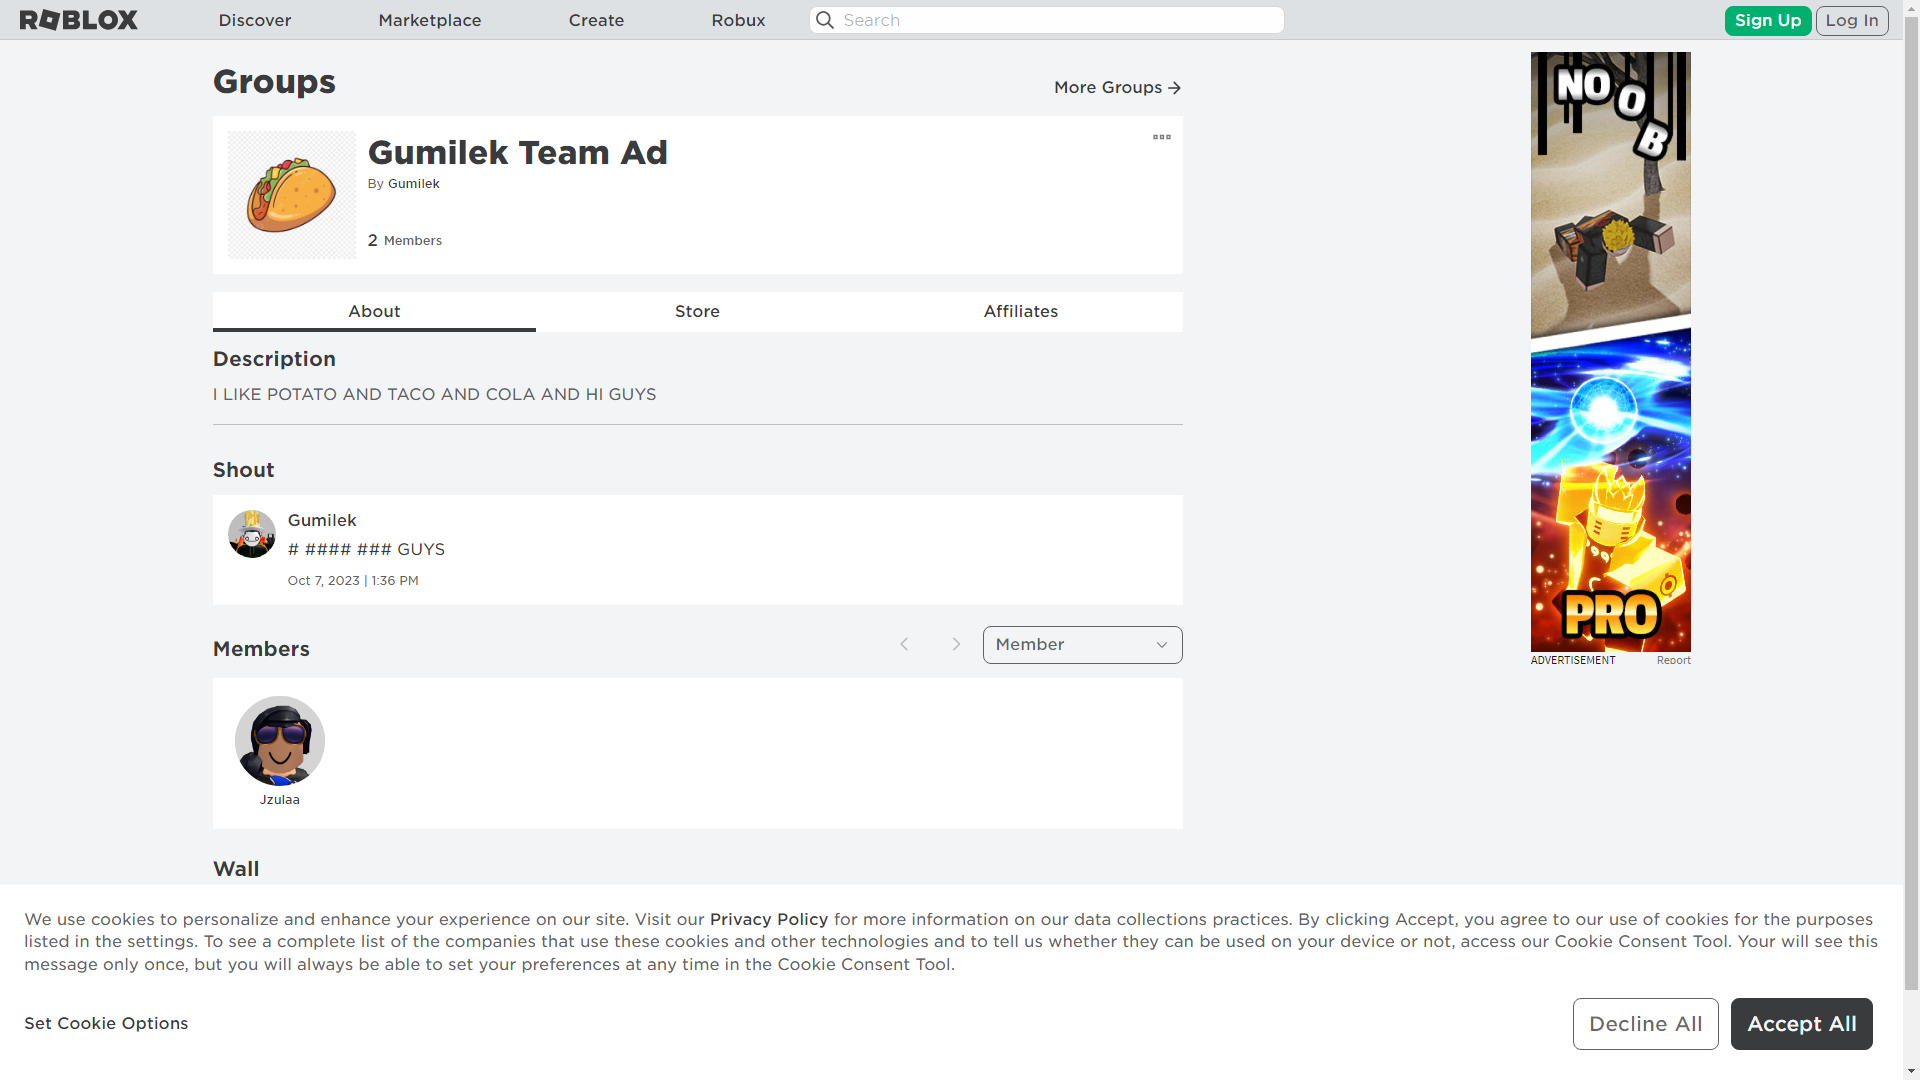 ROBLOX
Discover
Marketplace
Create
Robux
Search
Sign Up
Log In
Groups
More Groups
Gumilek Team Ad
By Gumilek
2 Members
About
Store
Affiliates
Description
I LIKE POTATO AND TACO AND COLA AND HI GUYS
Shout
Gumilek
# #### ### GUYS
Oct 7, 2023 | 1:36 PM
Members
Member
Jzulaa
Wall
NOOB
PRO
ADVERTISEMENT
Report
We use cookies to personalize and enhance your experience on our site. Visit our Privacy Policy for more information on our data collections practices. By clicking Accept, you agree to our use of cookies for the purposes
listed in the settings. To see a complete list of the companies that use these cookies and other technologies and to tell us whether they can be used on your device or not, access our Cookie Consent Tool. Your will see this
message only once, but you will always be able to set your preferences at any time in the Cookie Consent Tool.
Set Cookie Options
Decline All
Accept All